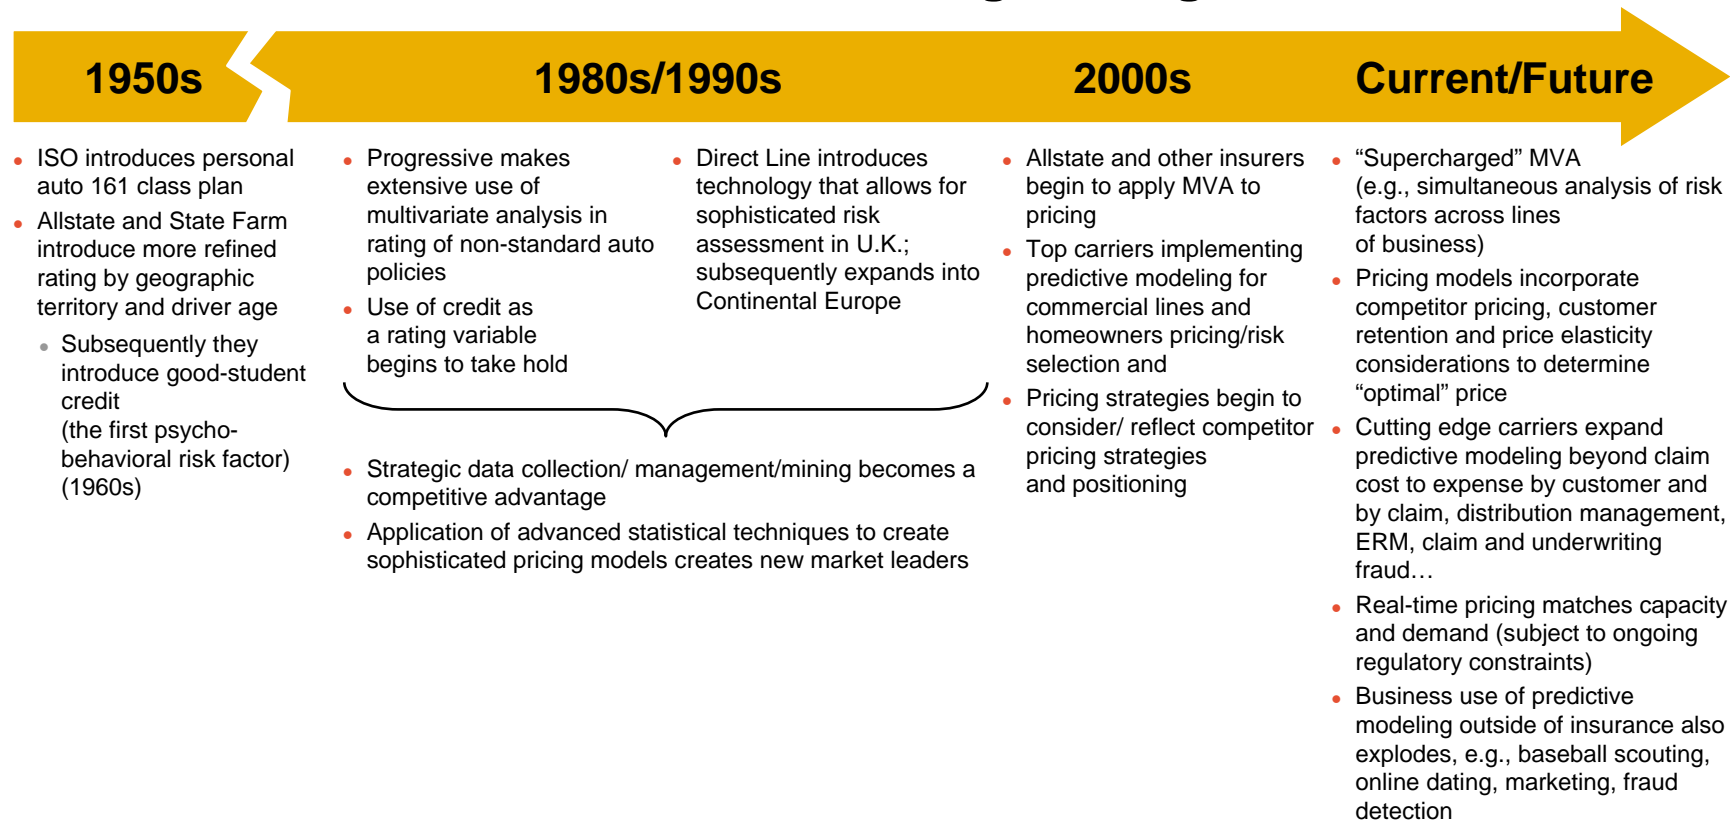 1950s
1980s/1990s
2000s
Current/Future
• ISO introduces personal
auto 161 class plan
• Allstate and State Farm
introduce more refined
rating by geographic
territory and driver age
• Subsequently they
introduce good-student
credit
(the first psycho-
behavioral risk factor)
(1960s)
• Progressive makes
extensive use of
multivariate analysis in
rating of non-standard auto
policies
• Use of credit as
a rating variable
begins to take hold
• Direct Line introduces
technology that allows for
sophisticated risk
assessment in U.K.;
subsequently expands into
Continental Europe
• Strategic data collection/ management/mining becomes a
competitive advantage
• Application of advanced statistical techniques to create
sophisticated pricing models creates new market leaders
• Allstate and other insurers
begin to apply MVA to
pricing
• Top carriers implementing
predictive modeling for
commercial lines and
homeowners pricing/risk
selection and
• Pricing strategies begin to
consider/ reflect competitor
pricing strategies
and positioning
• “Supercharged” MVA
(e.g., simultaneous analysis of risk
factors across lines
of business)
• Pricing models incorporate
competitor pricing, customer
retention and price elasticity
considerations to determine
“optimal” price
• Cutting edge carriers expand
predictive modeling beyond claim
cost to expense by customer and
by claim, distribution management,
ERM, claim and underwriting
fraud…
• Real-time pricing matches capacity
and demand (subject to ongoing
regulatory constraints)
• Business use of predictive
modeling outside of insurance also
explodes, e.g., baseball scouting,
online dating, marketing, fraud
detection